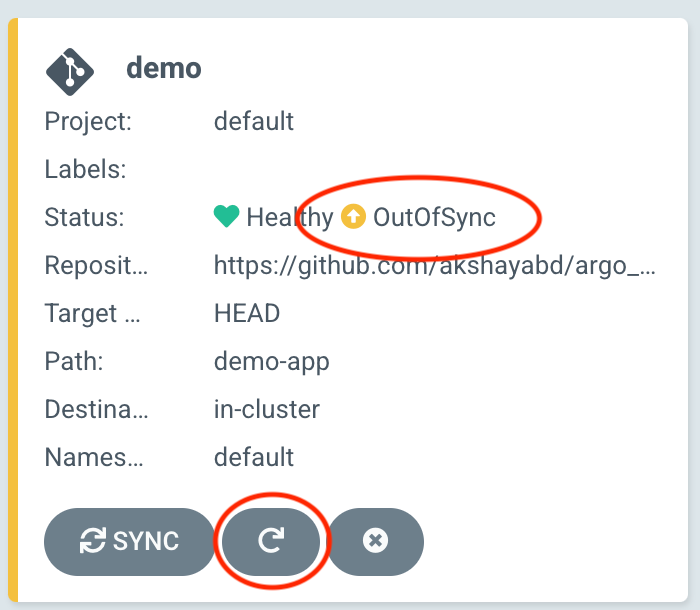 demo
Project: default
Labels:
Status: Healthy OutOfSync
Reposit... https://github.com/akshayabd/argo_...
Target ... HEAD
Path: demo-app
Destina... in-cluster
Names... default
SYNC